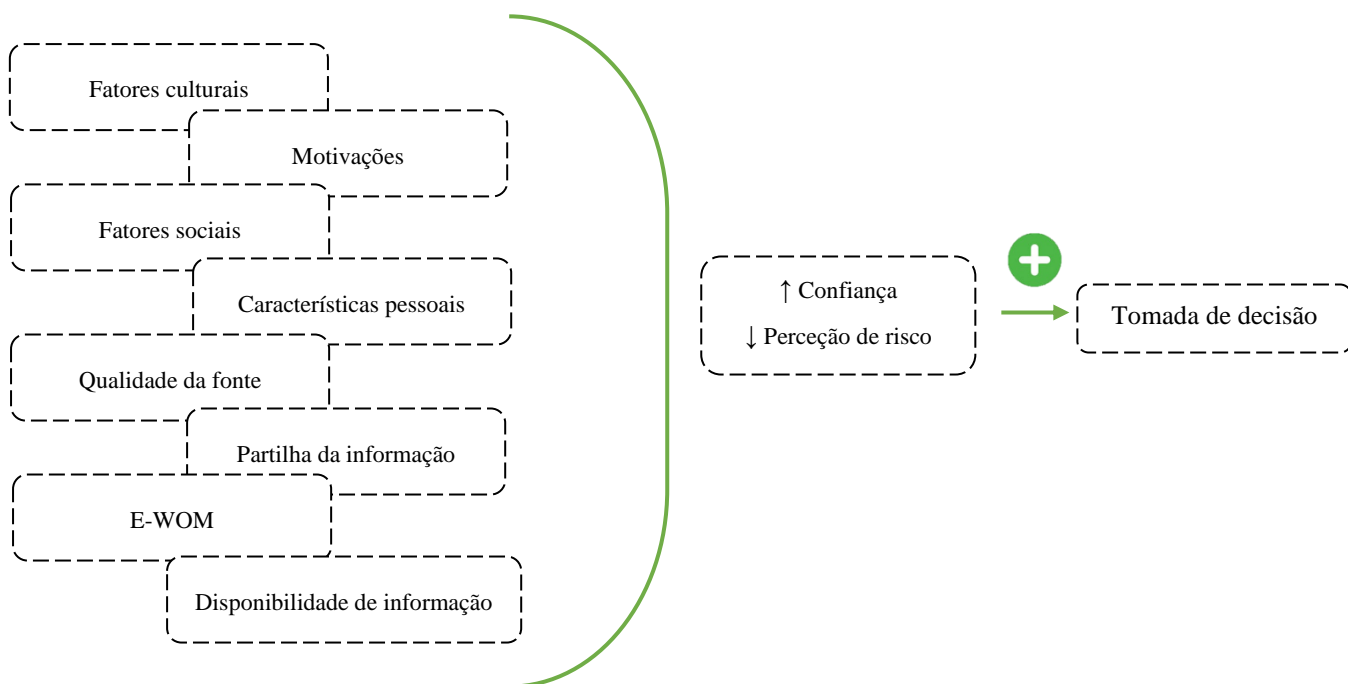 Fatores culturais
Motivações
Fatores sociais
Características pessoais
Qualidade da fonte
Partilha da informação
E-WOM
Disponibilidade de informação
↑ Confiança
↓ Perceção de risco
Tomada de decisão